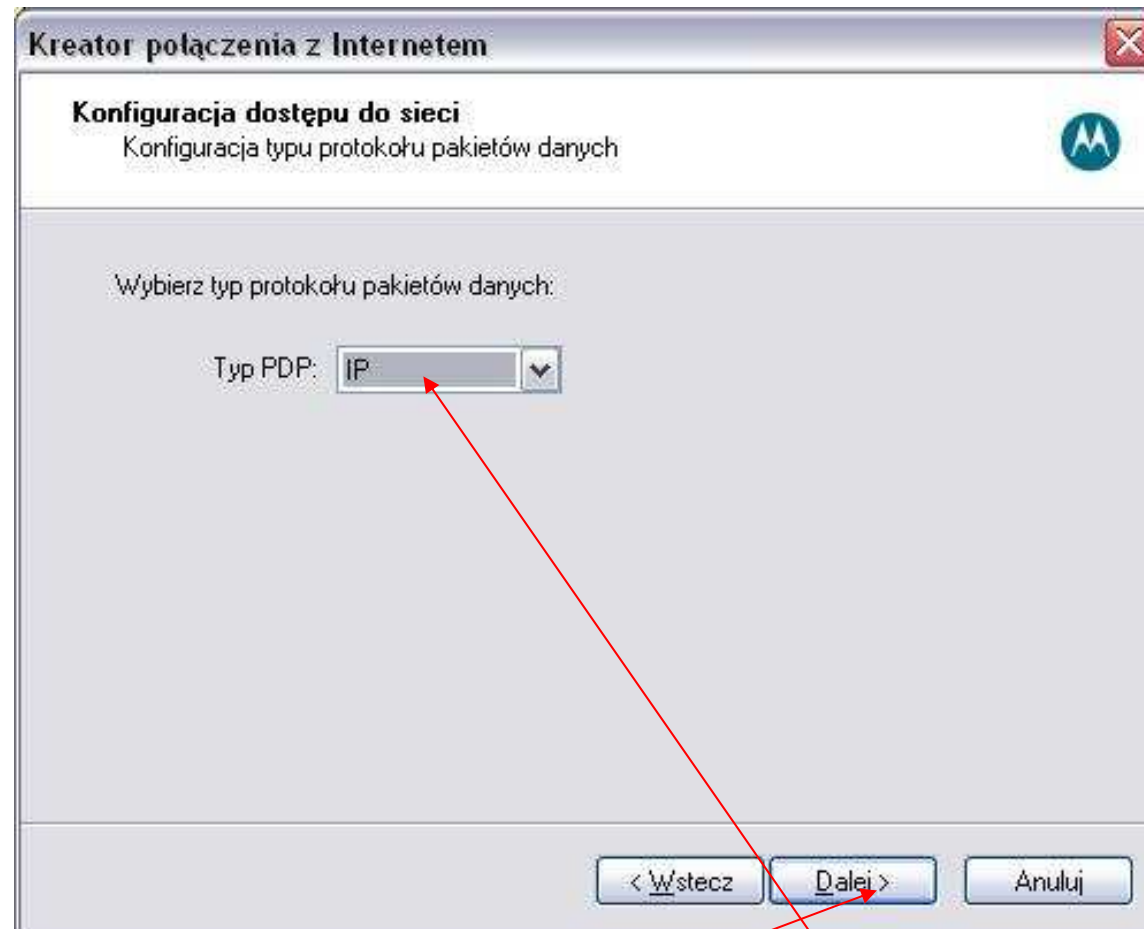 Kreator połączenia z Internetem
Konfiguracja dostępu do sieci
Konfiguracja typu protokołu pakietów danych
Wybierz typ protokołu pakietów danych:
Typ PDP: IP
< Wstecz Dalej > Anuluj